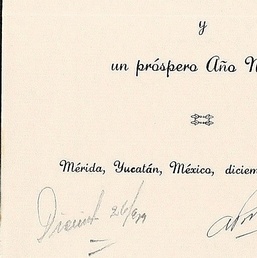 y
un próspero Año N
Mérida, Yucatán, México, diciem